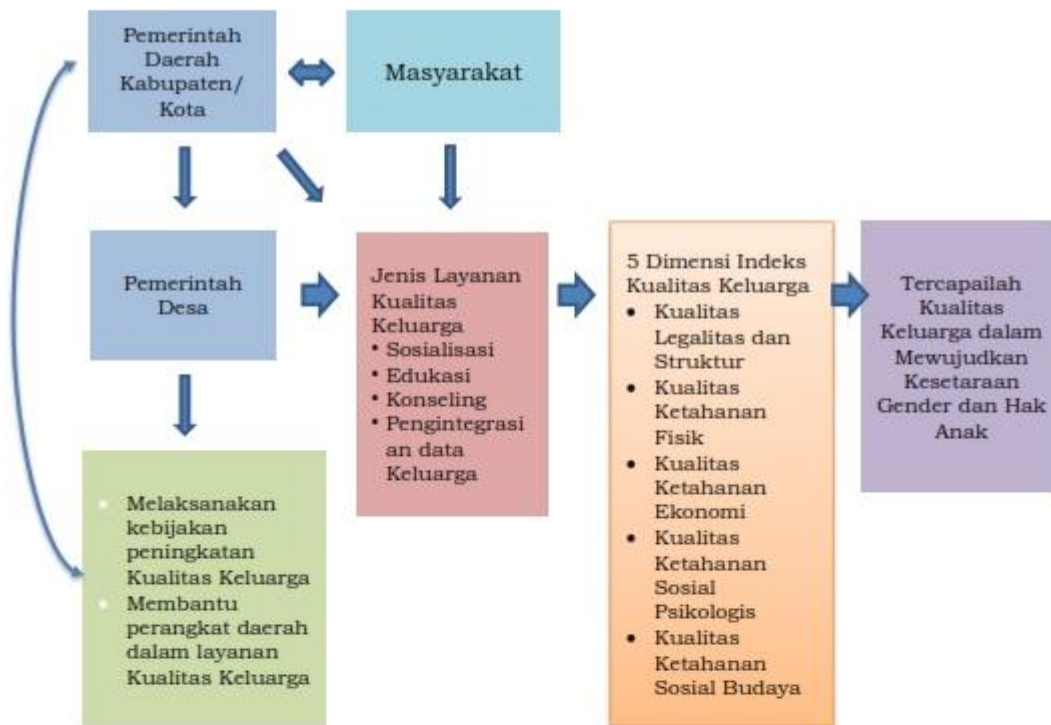 Pemerintah
Daerah
Kabupaten/
Kota
Masyarakat
Pemerintah
Desa
Jenis Layanan
Kualitas
Keluarga
• Sosialisasi
• Edukasi
• Konseling
• Pengintegrasi
an data
Keluarga
5 Dimensi Indeks
Kualitas Keluarga
• Kualitas
Legalitas dan
Struktur
• Kualitas
Ketahanan
Fisik
• Kualitas
Ketahanan
Ekonomi
• Kualitas
Ketahanan
Sosial
Psikologis
• Kualitas
Ketahanan
Sosial Budaya
Tercapailah
Kualitas
Keluarga dalam
Mewujudkan
Kesetaraan
Gender dan Hak
Anak
• Melaksanakan
kebijakan
peningkatan
Kualitas Keluarga
• Membantu
perangkat daerah
dalam layanan
Kualitas Keluarga